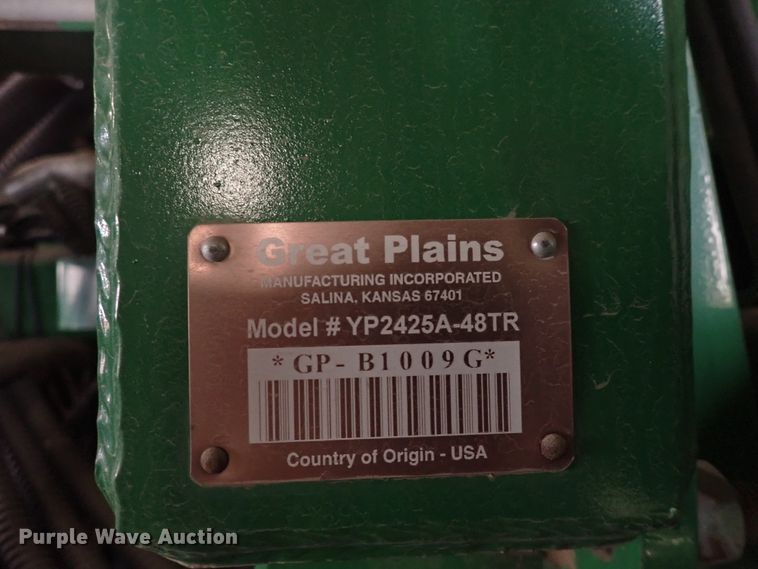 Great Plains
MANUFACTURING INCORPORATED
SALINA, KANSAS 67401
Model # YP2425A-48TR
*GP-B1009G*
Country of Origin - USA
Purple Wave Auction®